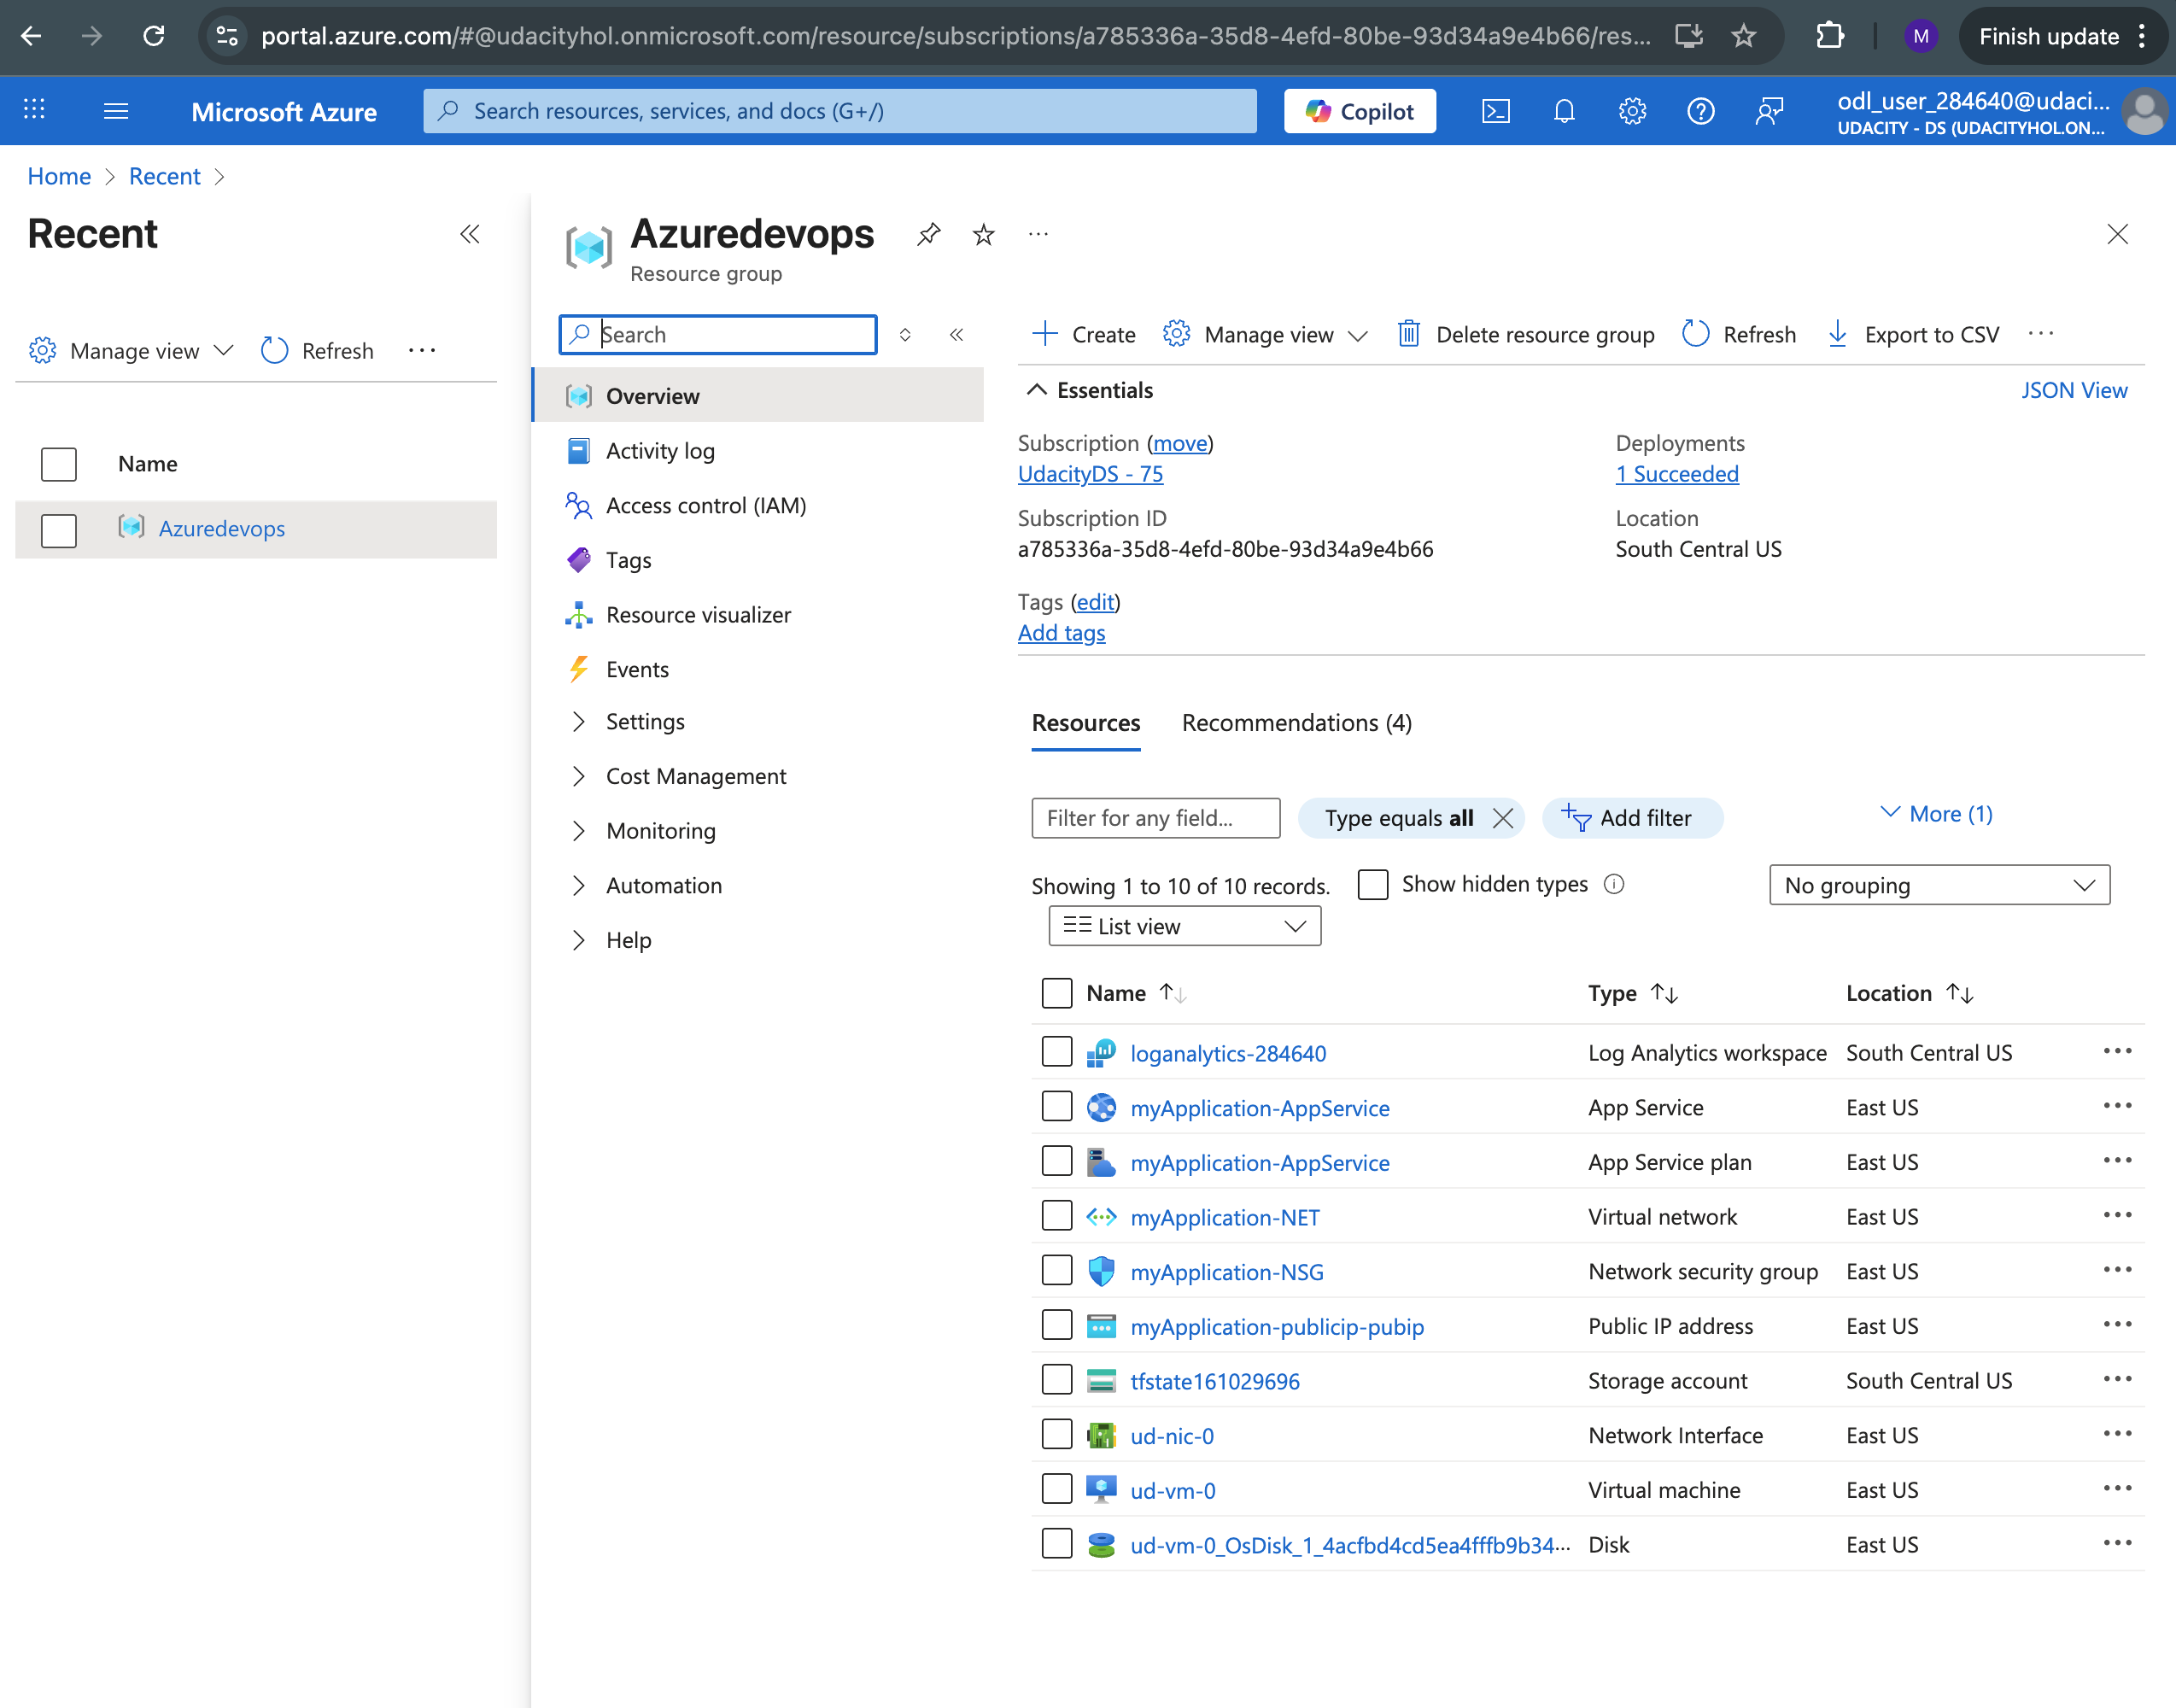 portal.azure.com/#@udacityhol.onmicrosoft.com/resource/subscriptions/a785336a-35d8-4efd-80be-93d34a9e4b66/res...
M
Finish update
Microsoft Azure
Search resources, services, and docs (G+/)
Copilot
odl_user_284640@udaci...
UDACITY - DS (UDACITYHOL.ON...
Home > Recent >
Recent
Manage view
Refresh
Name
Azuredevops
Azuredevops
Resource group
Search
Overview
Activity log
Access control (IAM)
Tags
Resource visualizer
Events
Settings
Cost Management
Monitoring
Automation
Help
Create
Manage view
Delete resource group
Refresh
Export to CSV
Essentials
JSON View
Subscription (move)
UdacityDS - 75
Subscription ID
a785336a-35d8-4efd-80be-93d34a9e4b66
Deployments
1 Succeeded
Location
South Central US
Tags (edit)
Add tags
Resources
Recommendations (4)
Filter for any field...
Type equals all
Add filter
More (1)
Showing 1 to 10 of 10 records.
Show hidden types
No grouping
List view
Name Type Location
loganalytics-284640 Log Analytics workspace South Central US
myApplication-AppService App Service East US
myApplication-AppService App Service plan East US
myApplication-NET Virtual network East US
myApplication-NSG Network security group East US
myApplication-publicip-pubip Public IP address East US
tfstate161029696 Storage account South Central US
ud-nic-0 Network Interface East US
ud-vm-0 Virtual machine East US
ud-vm-0_OsDisk_1_4acfbd4cd5ea4fffb9b34... Disk East US